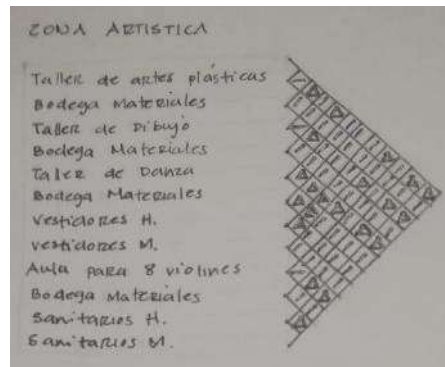 ZONA ARTISTICA
Taller de artes plásticas
Bodega Materiales
Taller de Dibujo
Bodega Materiales
Taller de Danza
Bodega Materiales
Vestidores H.
Vestidores M.
Aula para 8 violines
Bodega Materiales
Sanitarios H.
Sanitarios M.